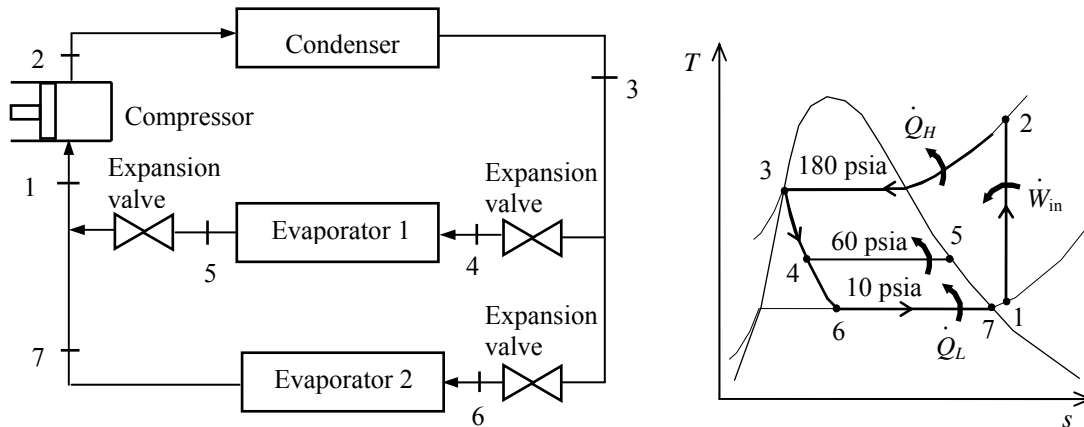 2
Condenser
3
Compressor
1
Expansion
valve
Expansion
valve
Evaporator 1
5
4
Expansion
valve
7
Evaporator 2
6
T
2
Q̇H
3
180 psia
Ẇin
5
60 psia
4
10 psia
6
7
1
Q̇L
s